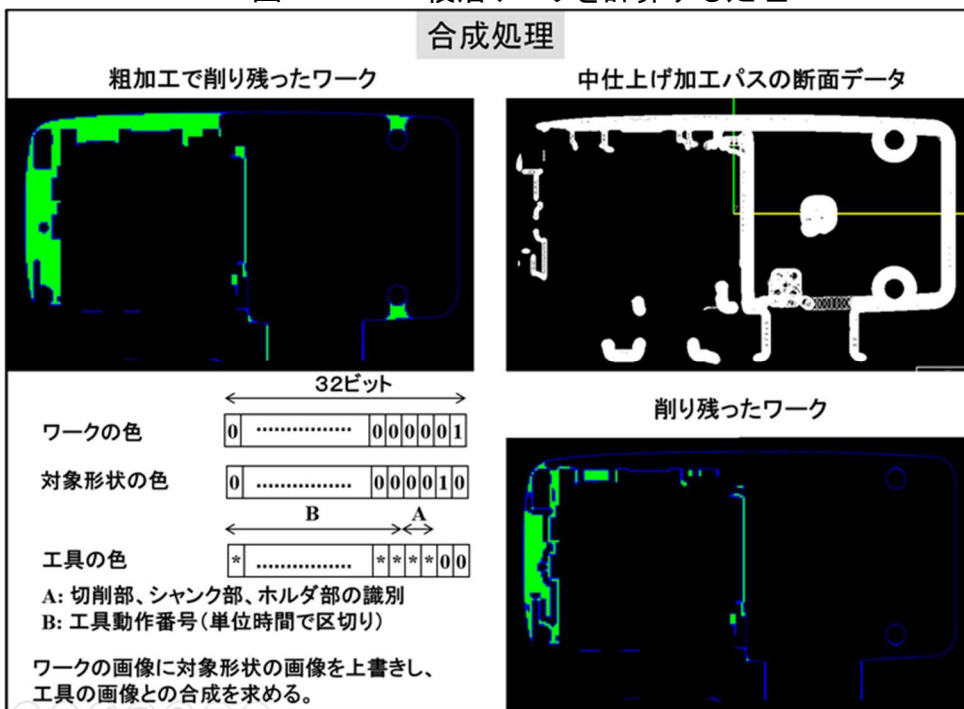 合成処理
粗加工で削り残ったワーク
中仕上げ加工パスの断面データ
32ビット
ワークの色
0 ................ 0 0 0 0 0 1
対象形状の色
0 ................ 0 0 0 0 1 0
B
A
工具の色
* ................ * * * * 0 0
A: 切削部、シャンク部、ホルダ部の識別
B: 工具動作番号(単位時間で区切り)
ワークの画像に対象形状の画像を上書きし、
工具の画像との合成を求める。
削り残ったワーク